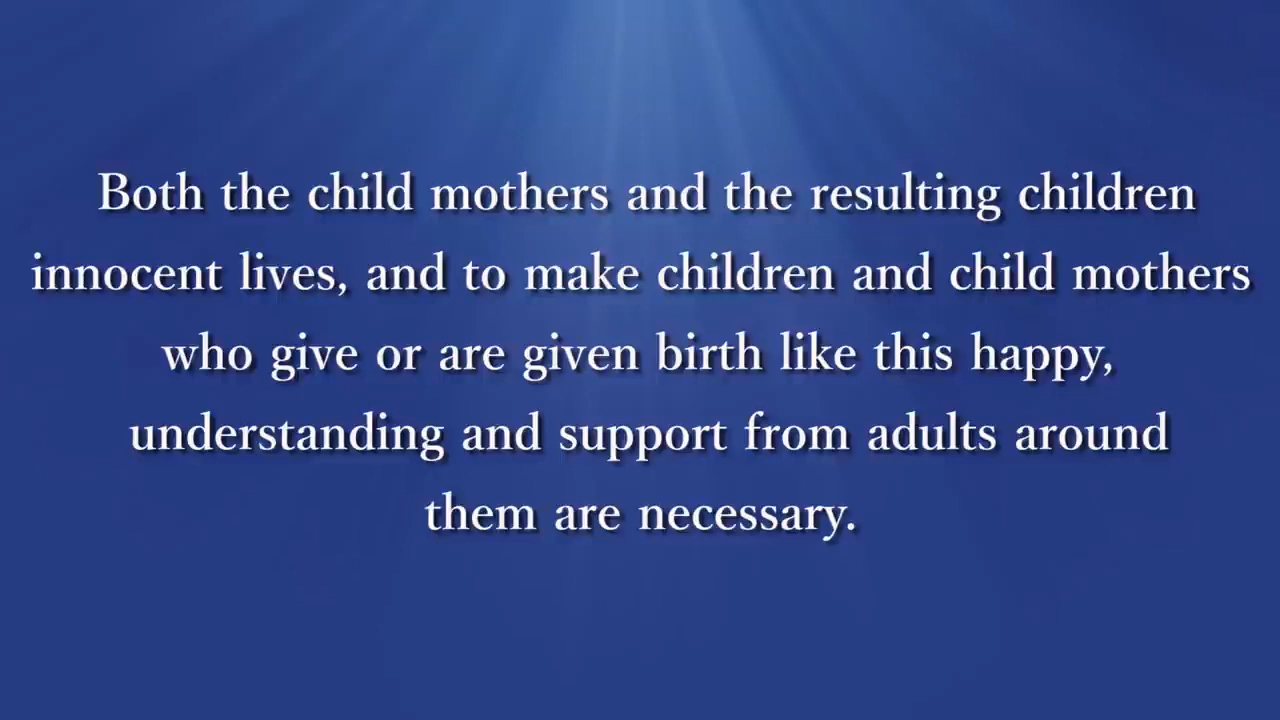 Both the child mothers and the resulting children
innocent lives, and to make children and child mothers
who give or are given birth like this happy,
understanding and support from adults around
them are necessary.